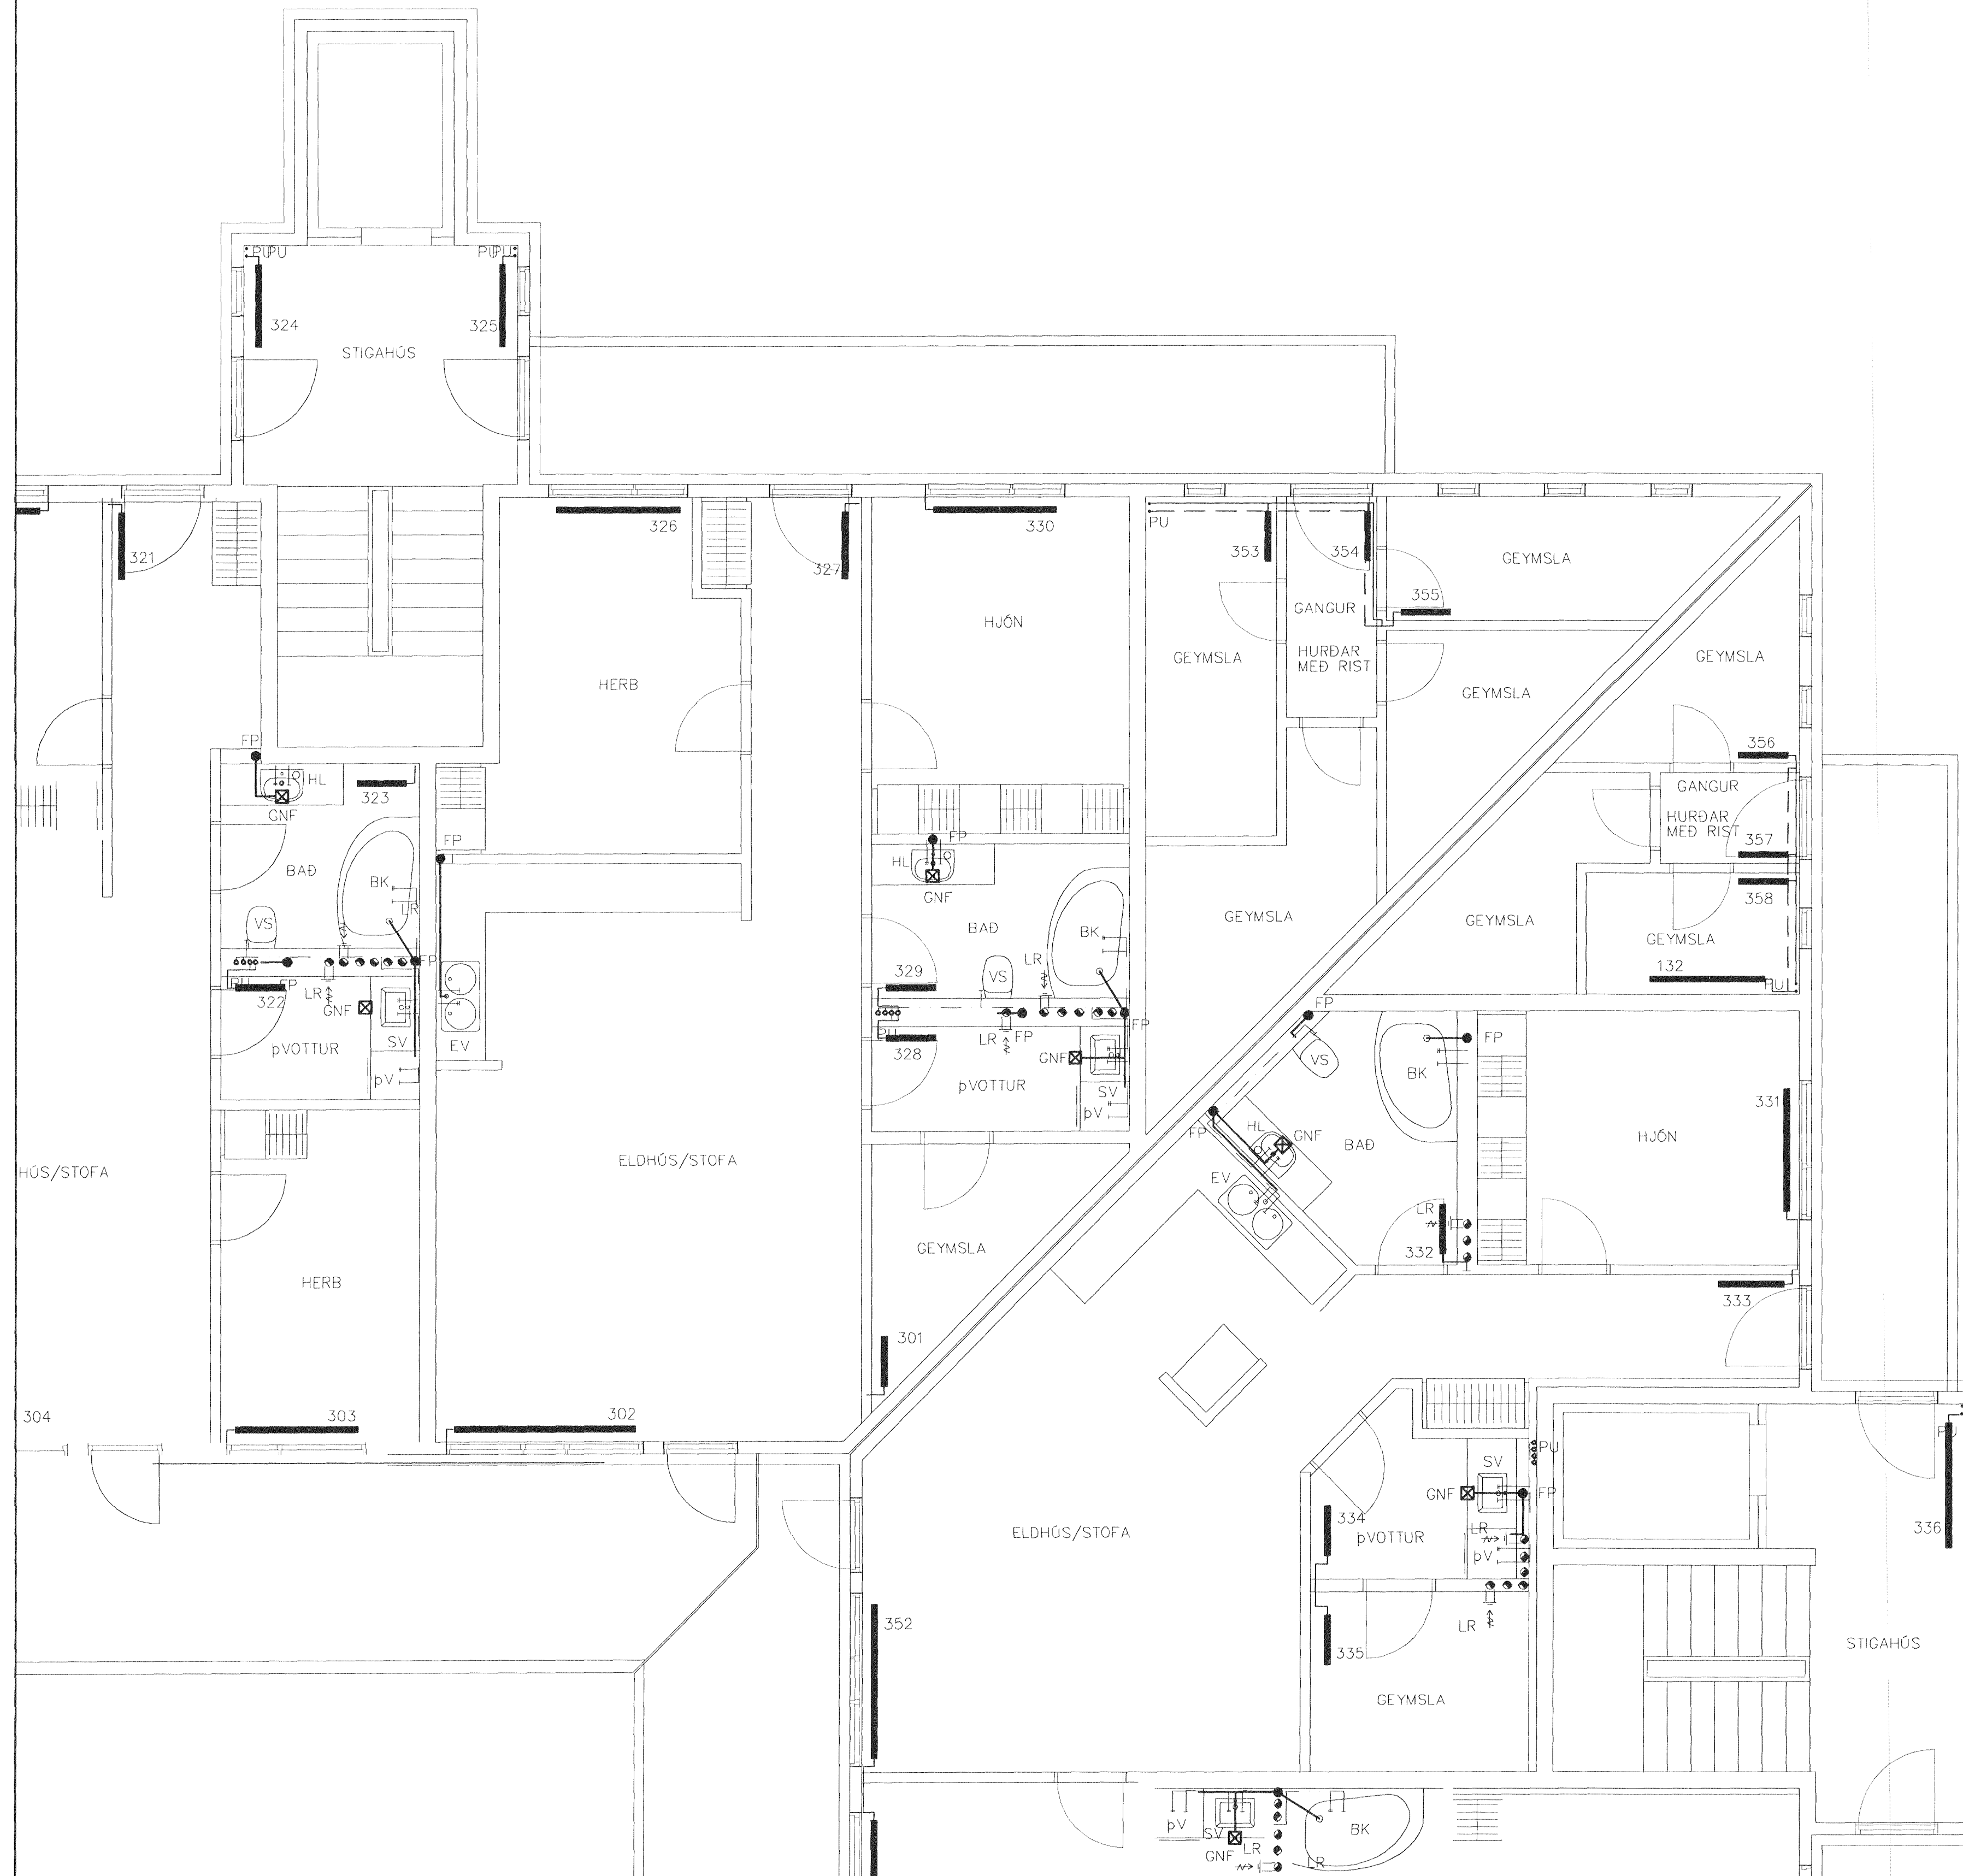 PU
PU
PU
PU
324
325
STIGAHÚS
321
326
327
330
PU
353
354
355
GEYMSLA
HJÓN
GANGUR
HURÐAR
MEÐ RIST
GEYMSLA
GEYMSLA
GEYMSLA
HERB
FP
HL
323
GNF
356
GANGUR
HURÐAR
MEÐ RIST
357
358
FP
FP
HL
GNF
BAÐ
BK
LR
VS
GEYMSLA
GEYMSLA
GEYMSLA
BAÐ
BK
LR
VS
329
132
PU
FP
PU
FP
322
LR
GNF
SV
EV
ÞVOTTUR
ÞV
PU
328
LR
FP
GNF
FP
SV
ÞV
ÞVOTTUR
FP
VS
BK
FP
331
FP
HL
GNF
BAÐ
HJÓN
HÚS/STOFA
ELDHÚS/STOFA
EV
LR
332
GEYMSLA
HERB
333
301
304
303
302
PU
SV
GNF
FP
334
ÞVOTTUR
LR
ÞV
PU
336
ELDHÚS/STOFA
352
LR
335
STIGAHÚS
GEYMSLA
ÞV
SV
GNF
LR
LR
BK